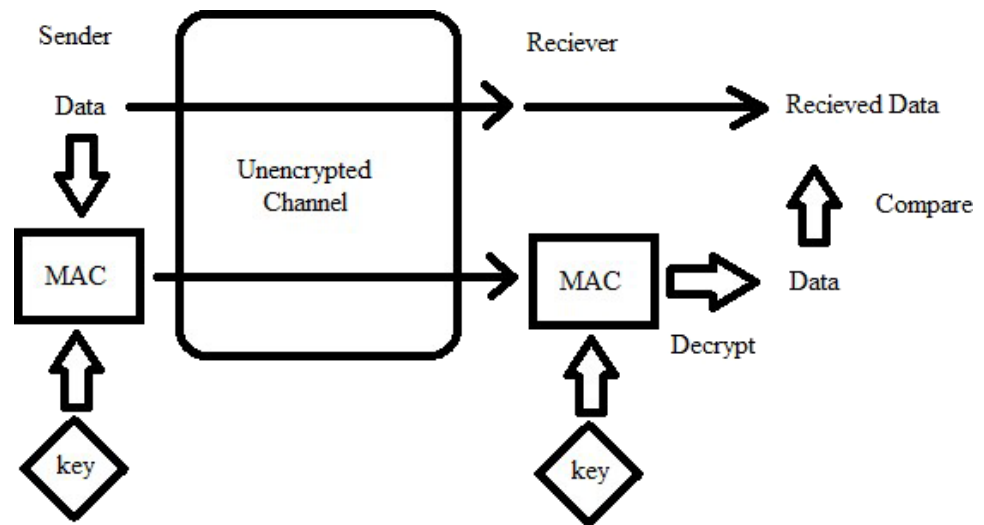 Sender
Reciever
Data
Recieved Data
Unencrypted
Channel
Compare
MAC
MAC
Data
Decrypt
key
key